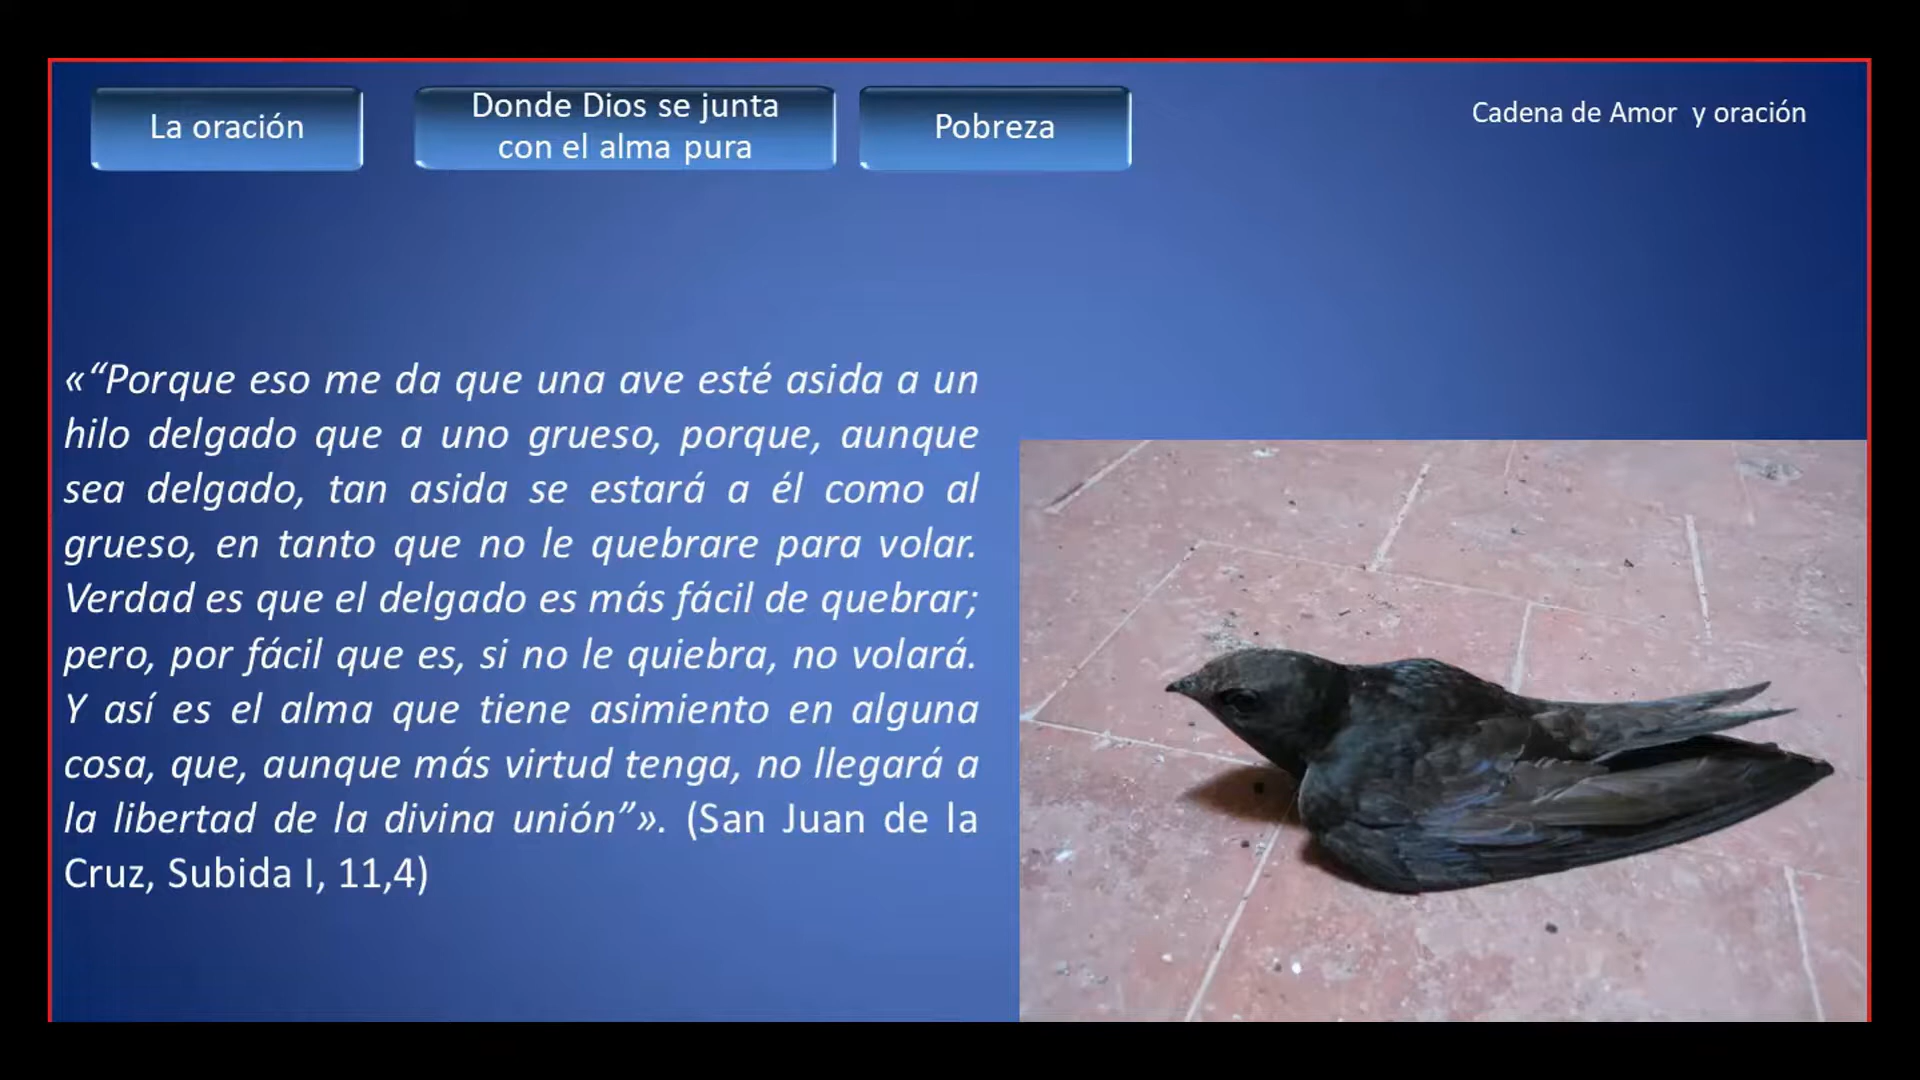 La oración
Donde Dios se junta
con el alma pura
Pobreza
Cadena de Amor y oración
«“Porque eso me da que una ave esté asida a un
hilo delgado que a uno grueso, porque, aunque
sea delgado, tan asida se estará a él como al
grueso, en tanto que no le quebrare para volar.
Verdad es que el delgado es más fácil de quebrar;
pero, por fácil que es, si no le quiebra, no volará.
Y así es el alma que tiene asimiento en alguna
cosa, que, aunque más virtud tenga, no llegará a
la libertad de la divina unión”». (San Juan de la
Cruz, Subida I, 11,4)